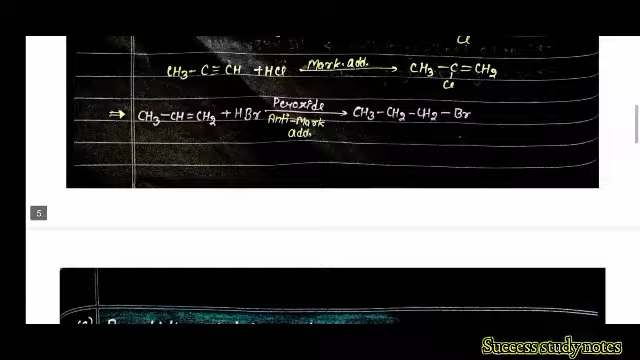 Cl
CH₃ – C ≡ CH + HCl —Mark. add.→ CH₃ – C = CH₂
Cl
⇒ CH₃ – CH = CH₂ + HBr —Peroxide→ CH₃ – CH₂ – CH₂ – Br
Anti-Mark
add.
5
Success study notes